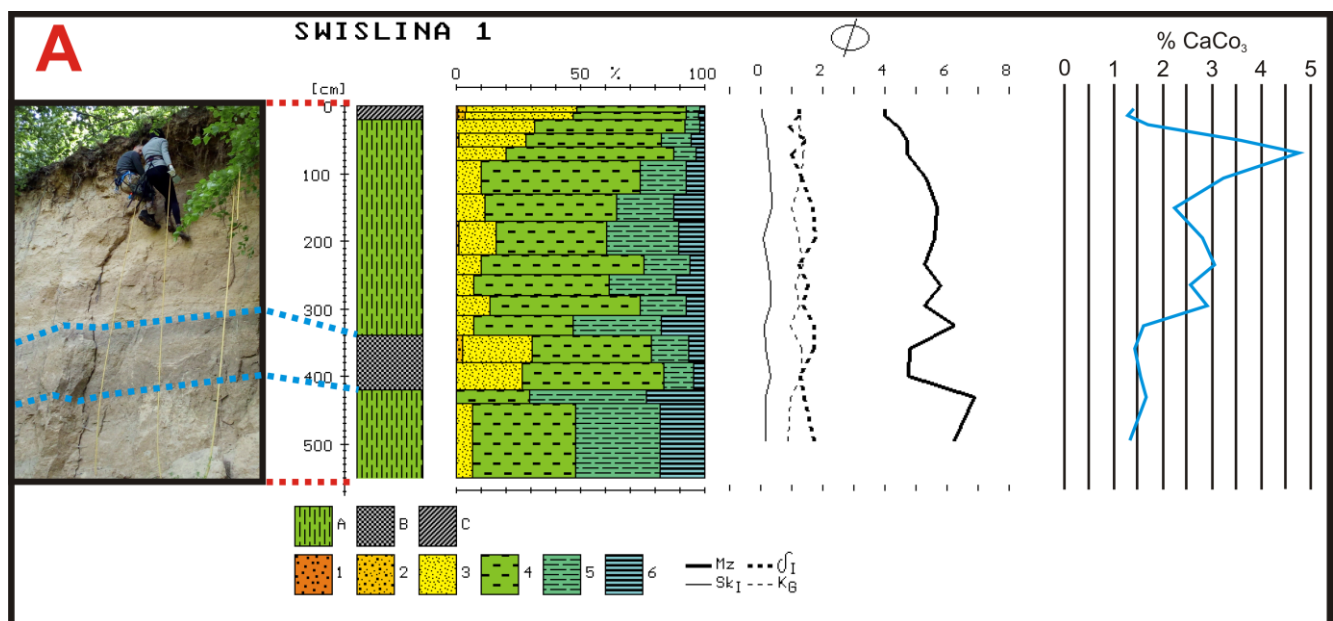 A
SWISLINA 1
% CaCo3
[cm]
0 50 % 100
0 2 4 6 8
0 1 2 3 4 5
0
100
200
300
400
500
A B C
1 2 3 4 5 6
Mz δI
SkI KG